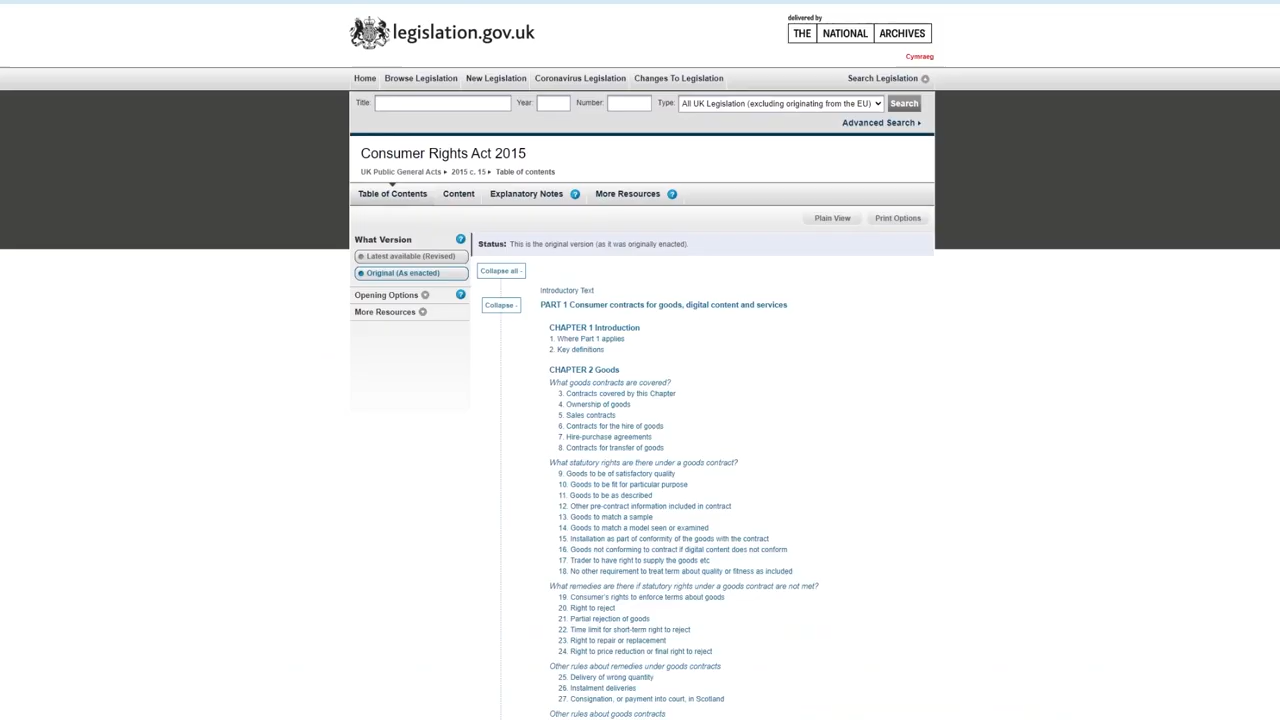 legislation.gov.uk
delivered by
THE NATIONAL ARCHIVES
Cymraeg
Home Browse Legislation New Legislation Coronavirus Legislation Changes To Legislation Search Legislation
Title: Year: Number: Type: All UK Legislation (excluding originating from the EU) Search
Advanced Search
Consumer Rights Act 2015
UK Public General Acts 2015 c. 15 Table of contents
Table of Contents Content Explanatory Notes ? More Resources ?
Plain View Print Options
What Version ?
Latest available (Revised)
Original (As enacted)
Opening Options ?
More Resources
Status: This is the original version (as it was originally enacted).
Collapse all -
Introductory Text
Collapse - PART 1 Consumer contracts for goods, digital content and services
CHAPTER 1 Introduction
1. Where Part 1 applies
2. Key definitions
CHAPTER 2 Goods
What goods contracts are covered?
3. Contracts covered by this Chapter
4. Ownership of goods
5. Sales contracts
6. Contracts for the hire of goods
7. Hire-purchase agreements
8. Contracts for transfer of goods
What statutory rights are there under a goods contract?
9. Goods to be of satisfactory quality
10. Goods to be fit for particular purpose
11. Goods to be as described
12. Other pre-contract information included in contract
13. Goods to match a sample
14. Goods to match a model seen or examined
15. Installation as part of conformity of the goods with the contract
16. Goods not conforming to contract if digital content does not conform
17. Trader to have right to supply the goods etc
18. No other requirement to treat term about quality or fitness as included
What remedies are there if statutory rights under a goods contract are not met?
19. Consumer's rights to enforce terms about goods
20. Right to reject
21. Partial rejection of goods
22. Time limit for short-term right to reject
23. Right to repair or replacement
24. Right to price reduction or final right to reject
Other rules about remedies under goods contracts
25. Delivery of wrong quantity
26. Instalment deliveries
27. Consignation, or payment into court, in Scotland
Other rules about goods contracts